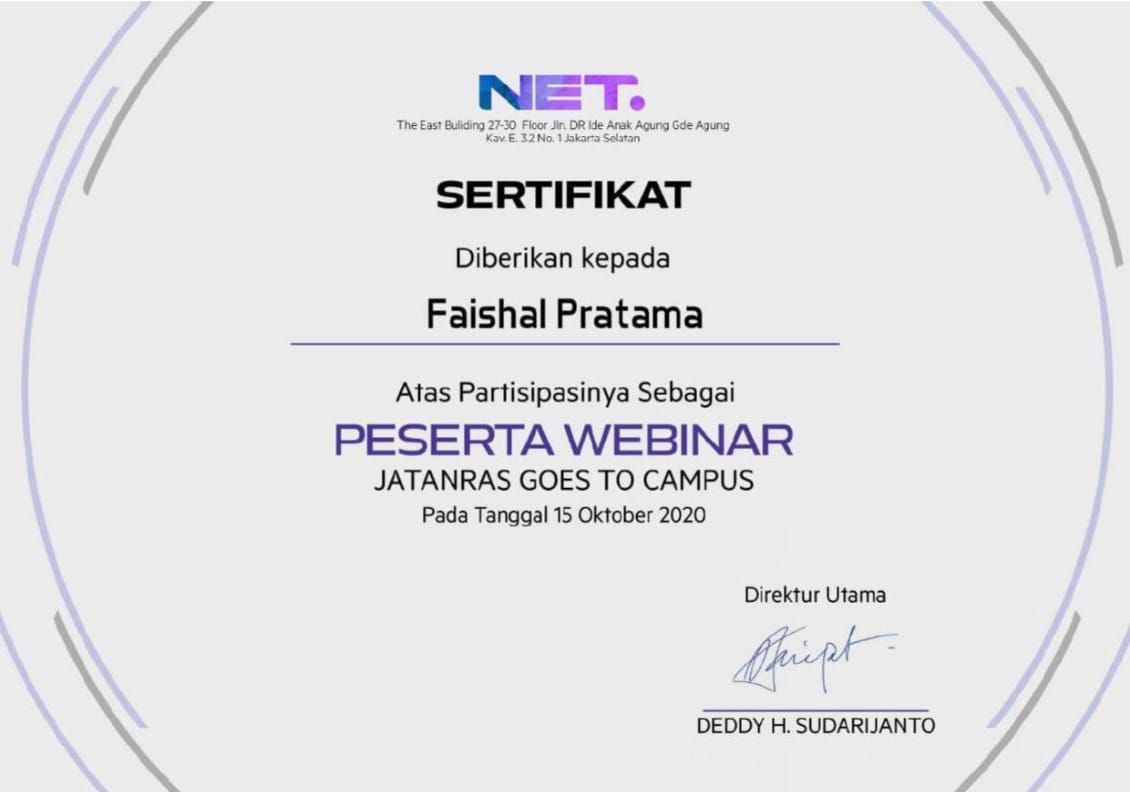 NET.
The East Buliding 27-30 Floor Jln. DR Ide Anak Agung Gde Agung
Kav. E. 3.2 No. 1 Jakarta Selatan
SERTIFIKAT
Diberikan kepada
Faishal Pratama
Atas Partisipasinya Sebagai
PESERTA WEBINAR
JATANRAS GOES TO CAMPUS
Pada Tanggal 15 Oktober 2020
Direktur Utama
DEDDY H. SUDARIJANTO